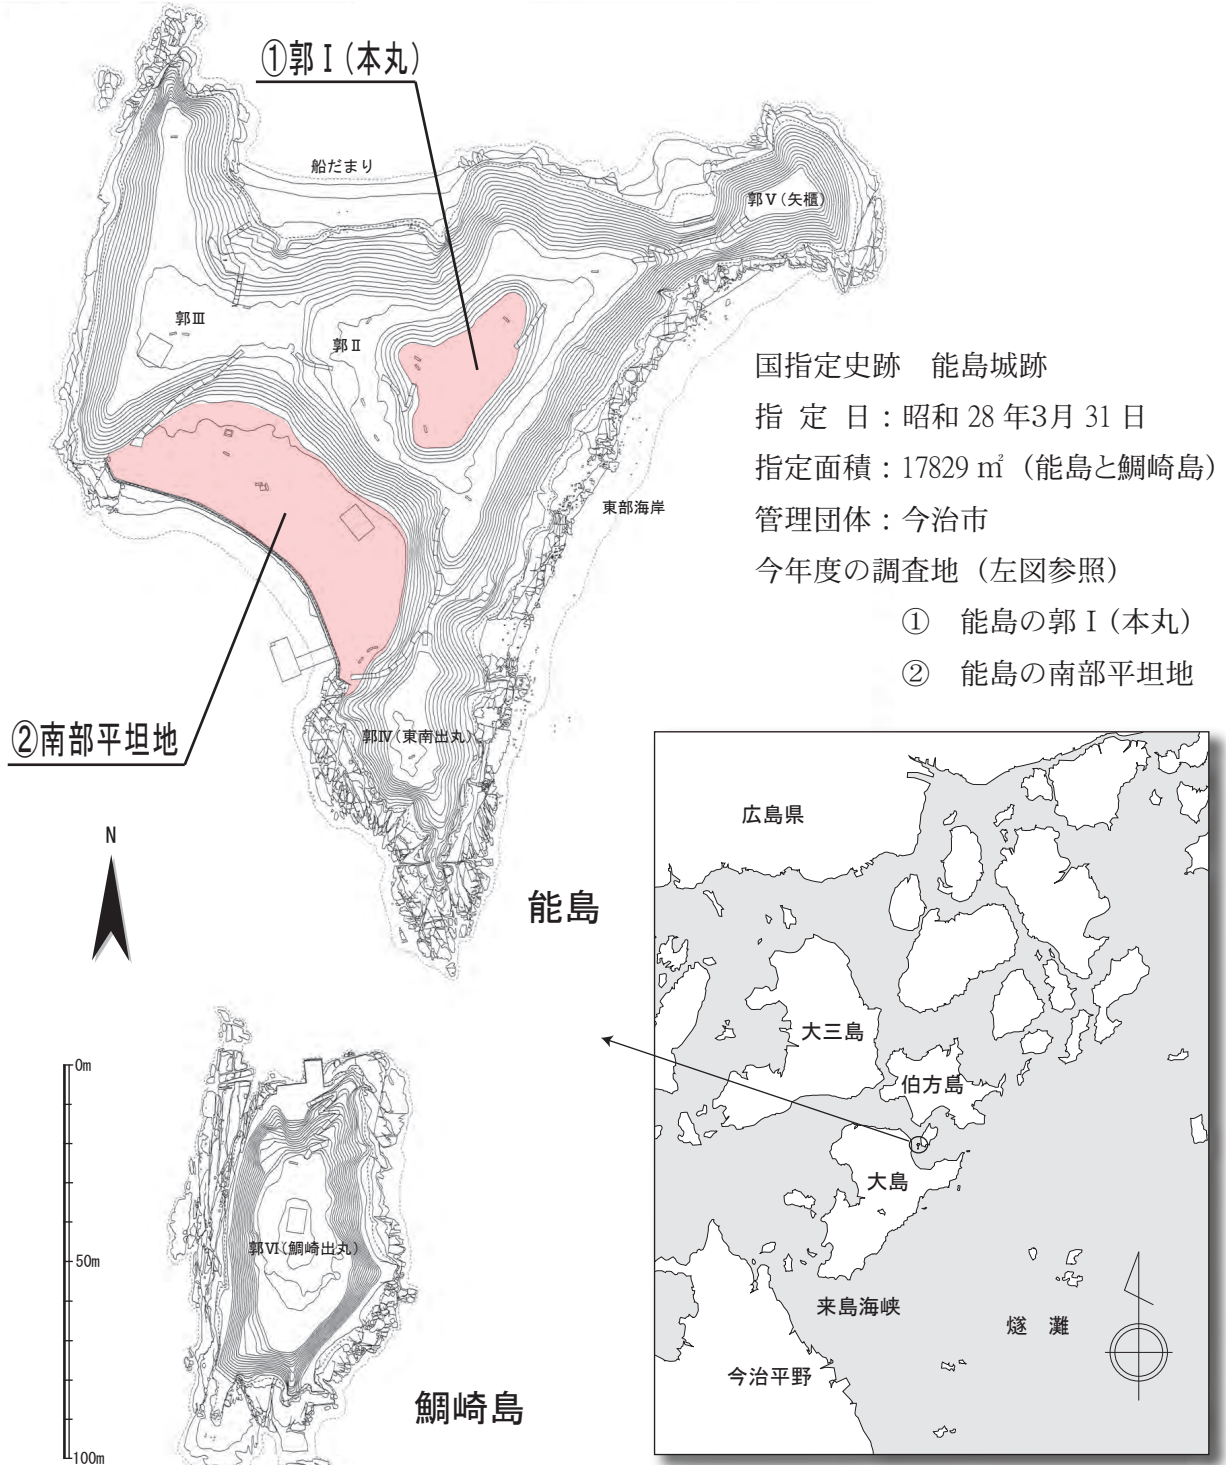 ①郭Ⅰ（本丸）
船だまり
郭Ⅴ（矢櫃）
郭Ⅲ
郭Ⅱ
東部海岸
②南部平坦地
郭Ⅳ（東南出丸）
国指定史跡　能島城跡
指 定 日：昭和 28 年3月 31 日
指定面積：17829 ㎡（能島と鯛崎島）
管理団体：今治市
今年度の調査地（左図参照）
①　能島の郭Ⅰ（本丸）
②　能島の南部平坦地
N
能島
0m
50m
100m
郭Ⅵ（鯛崎出丸）
鯛崎島
広島県
大三島
伯方島
大島
来島海峡
燧　灘
今治平野